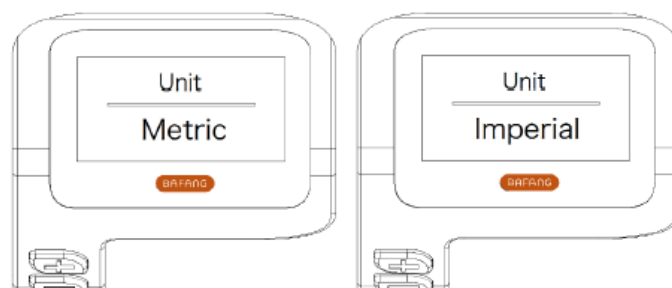 Unit
Metric
BAFANG
Unit
Imperial
BAFANG